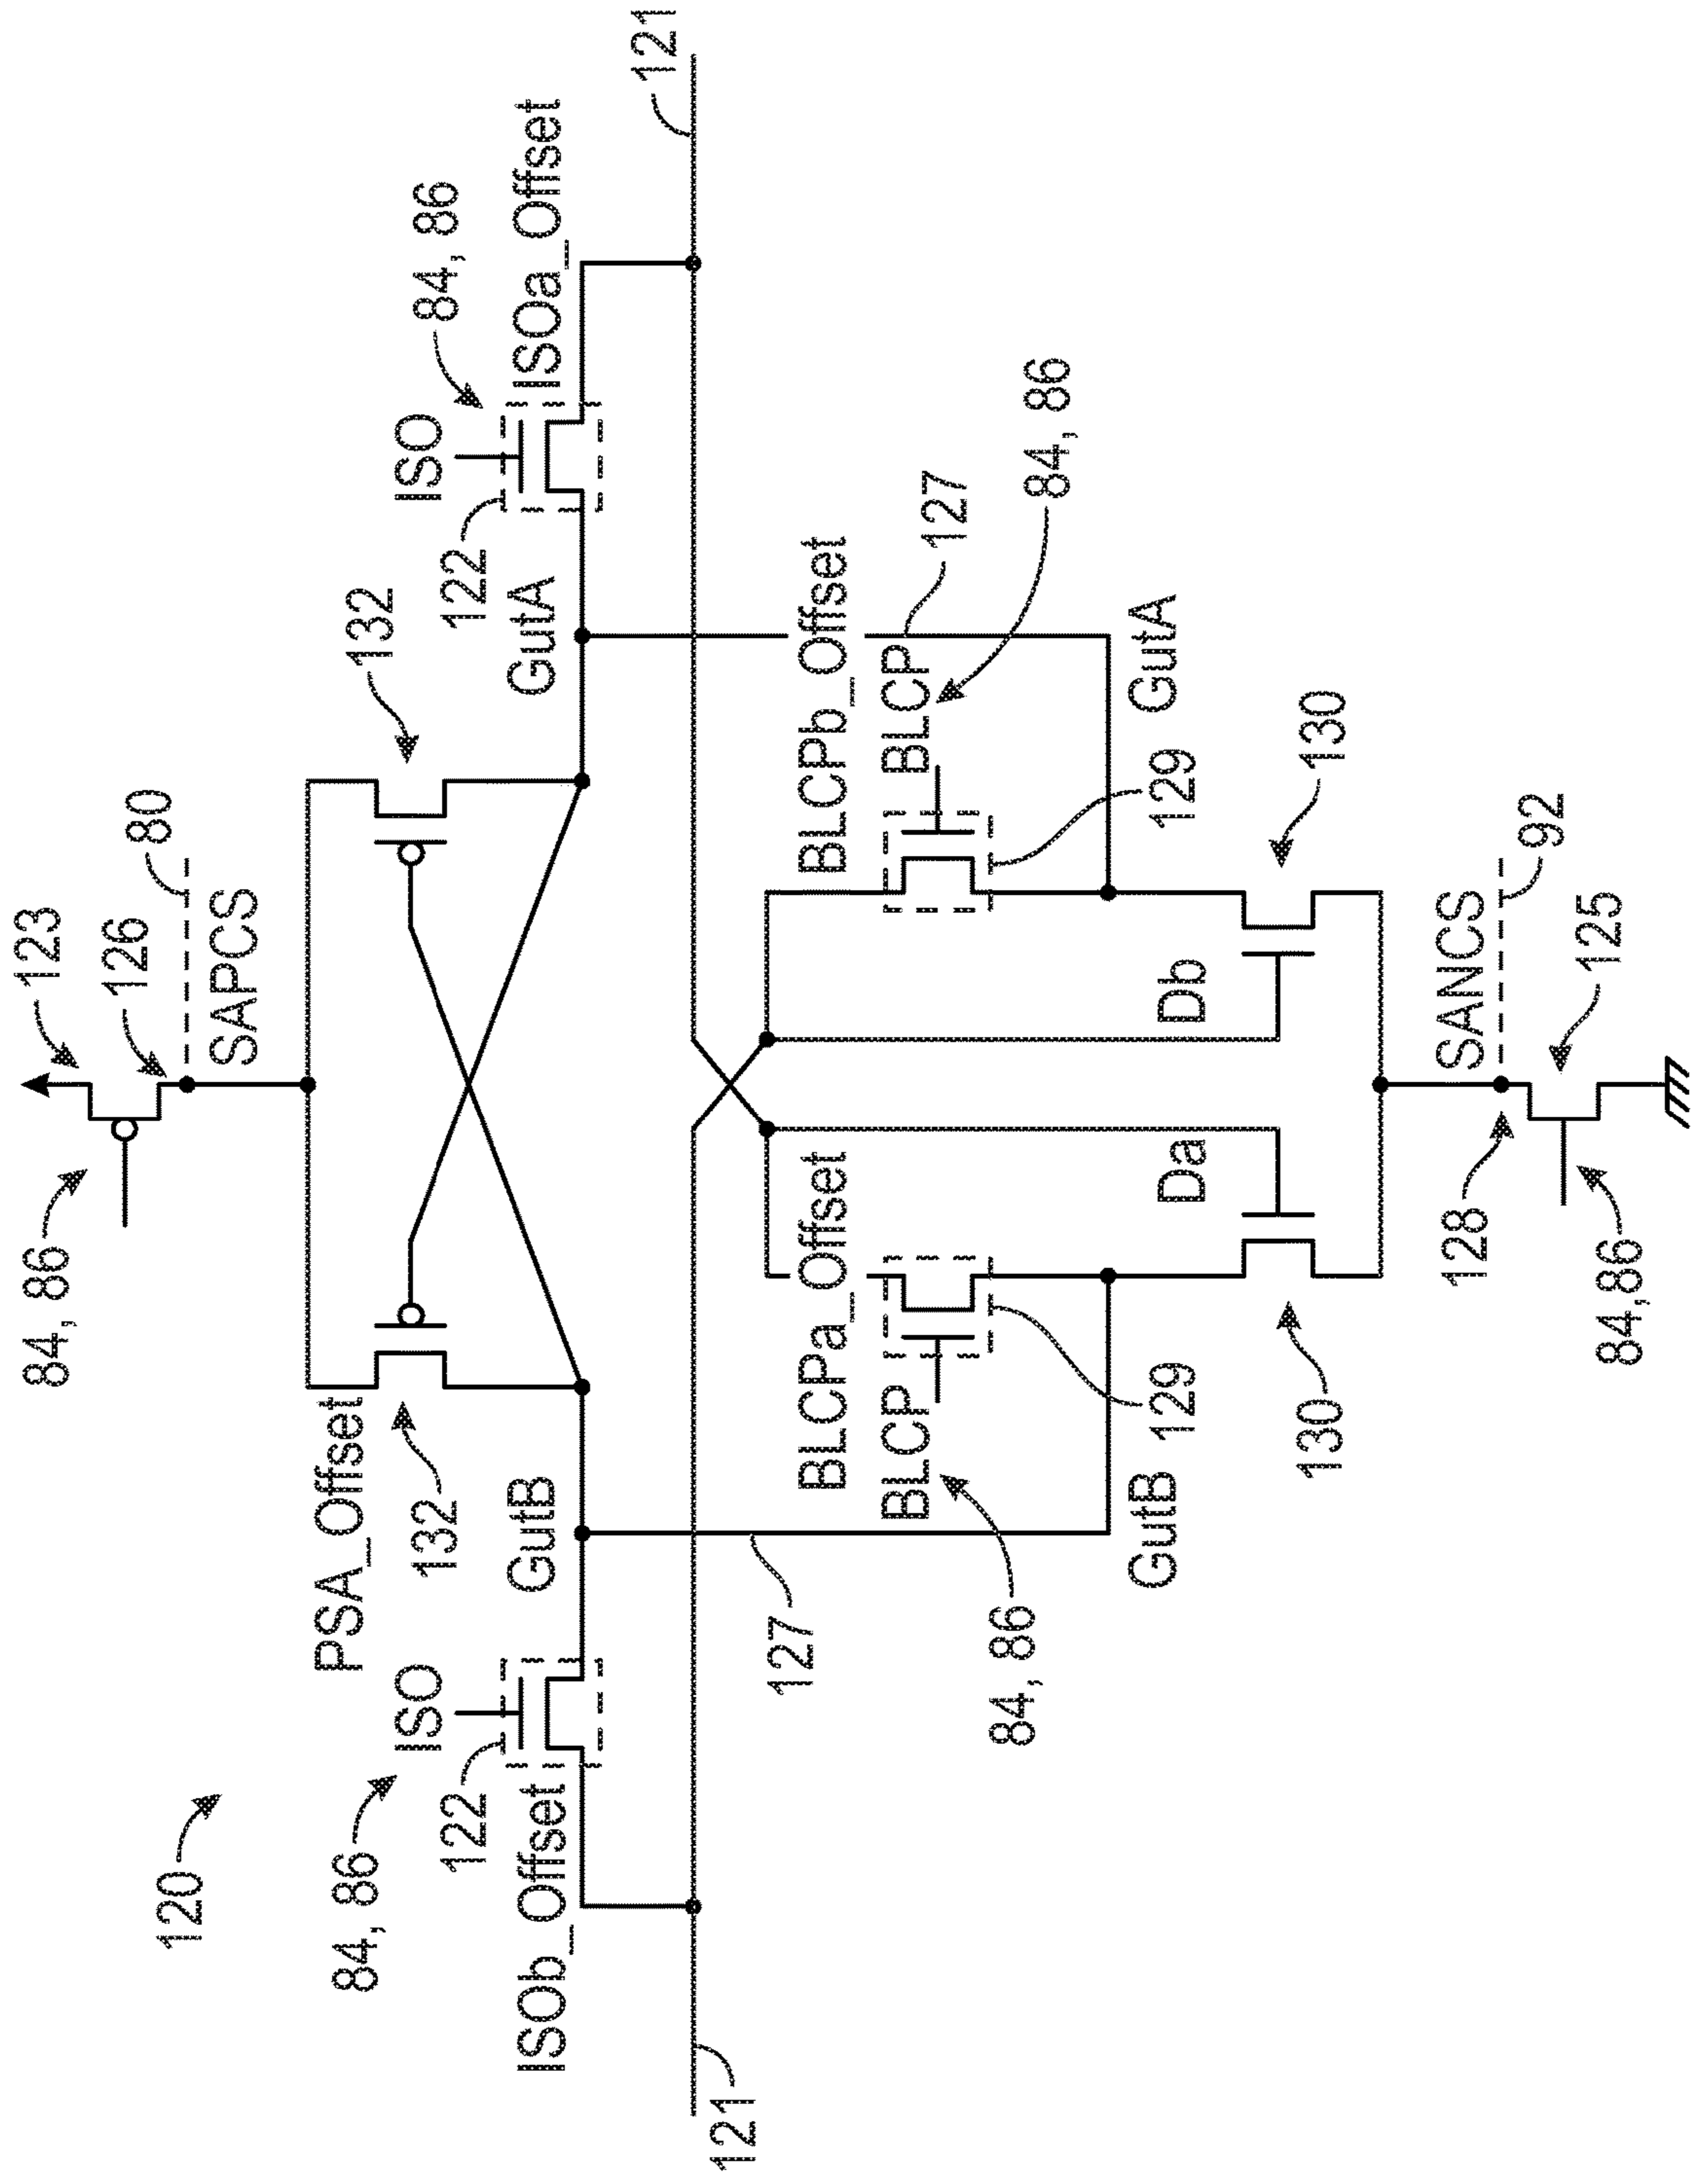 120
84, 86
123
126
80
SAPCS
PSA_Offset
132
132
84, 86
ISO
122
ISOb_Offset
GutB
GutA
122
ISO
84, 86
ISOa_Offset
121
121
127
BLCPa_Offset
BLCP
84, 86
129
GutB
BLCPb_Offset
BLCP
84, 86
127
129
GutA
Da
Db
130
130
128
SANCS
92
84,86
125